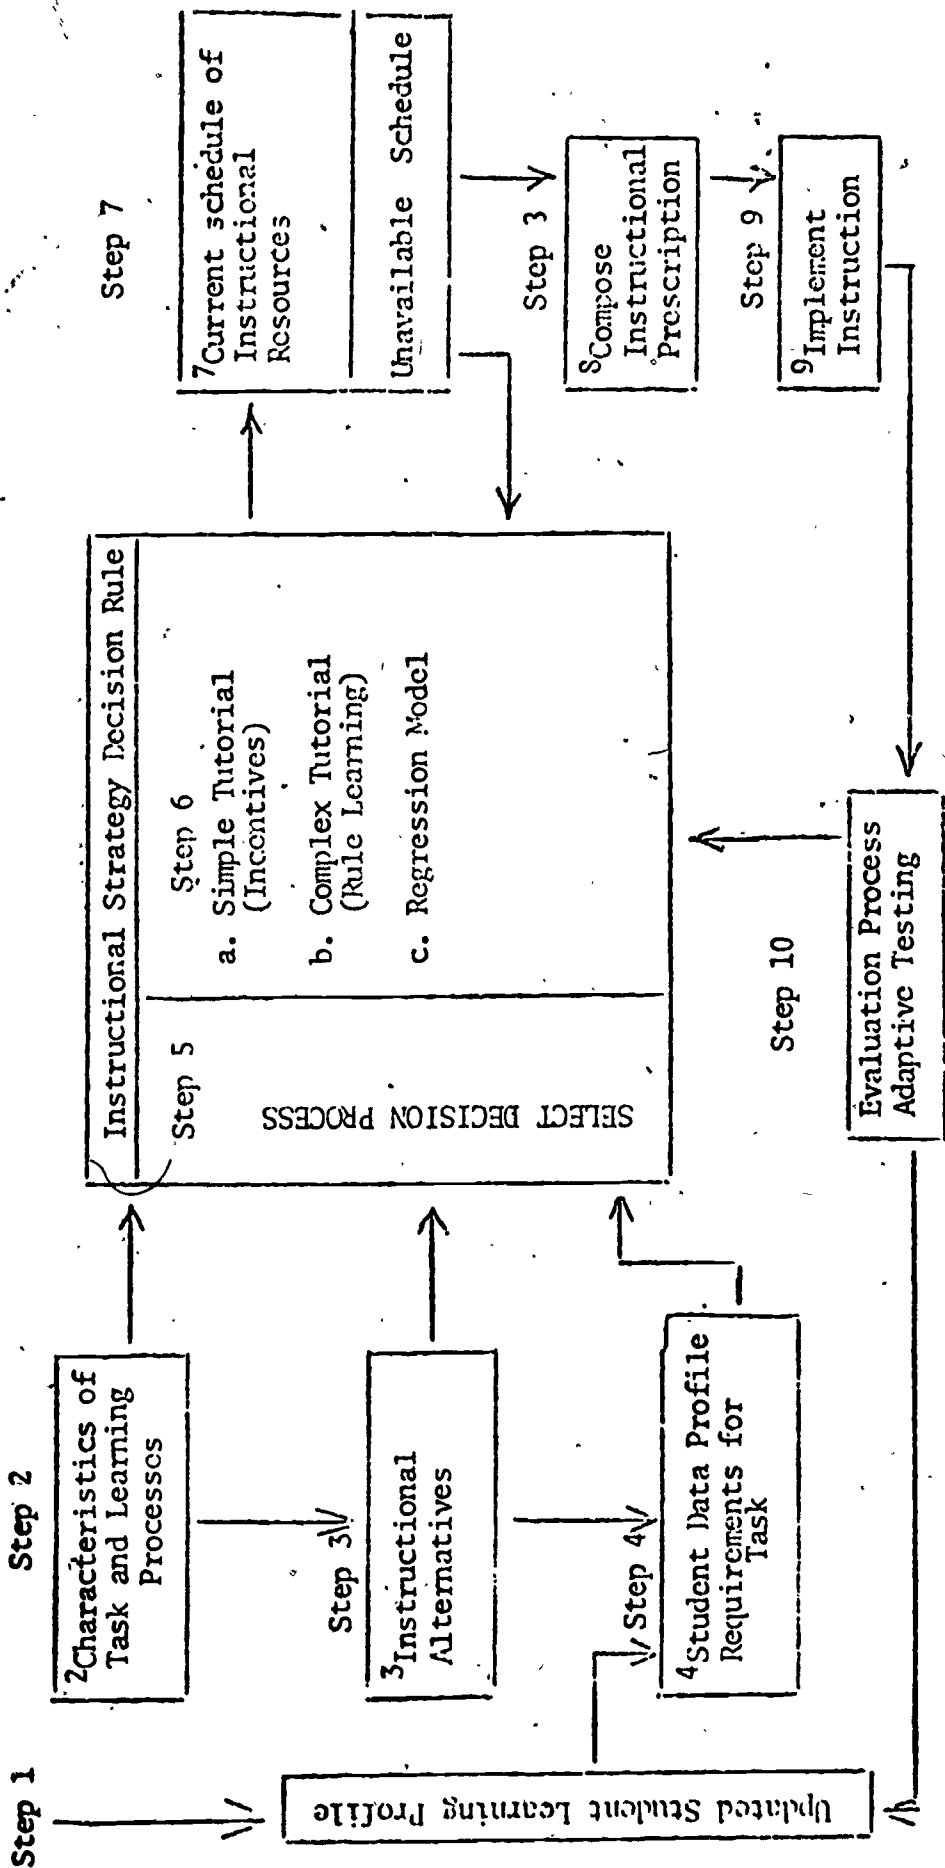 Step 1
Updated Student Learning Profile
Step 2
2Characteristics of
Task and Learning
Processes
Step 3
3Instructional
Alternatives
Step 4
4Student Data Profile
Requirements for
Task
Instructional Strategy Decision Rule
Step 5
SELECT DECISION PROCESS
Step 6
a. Simple Tutorial
(Incentives)
b. Complex Tutorial
(Rule Learning)
c. Regression Model
Step 7
7Current schedule of
Instructional
Resources
Unavailable Schedule
Step 3
8Compose
Instructional
Prescription
Step 9
9Implement
Instruction
Step 10
Evaluation Process
Adaptive Testing